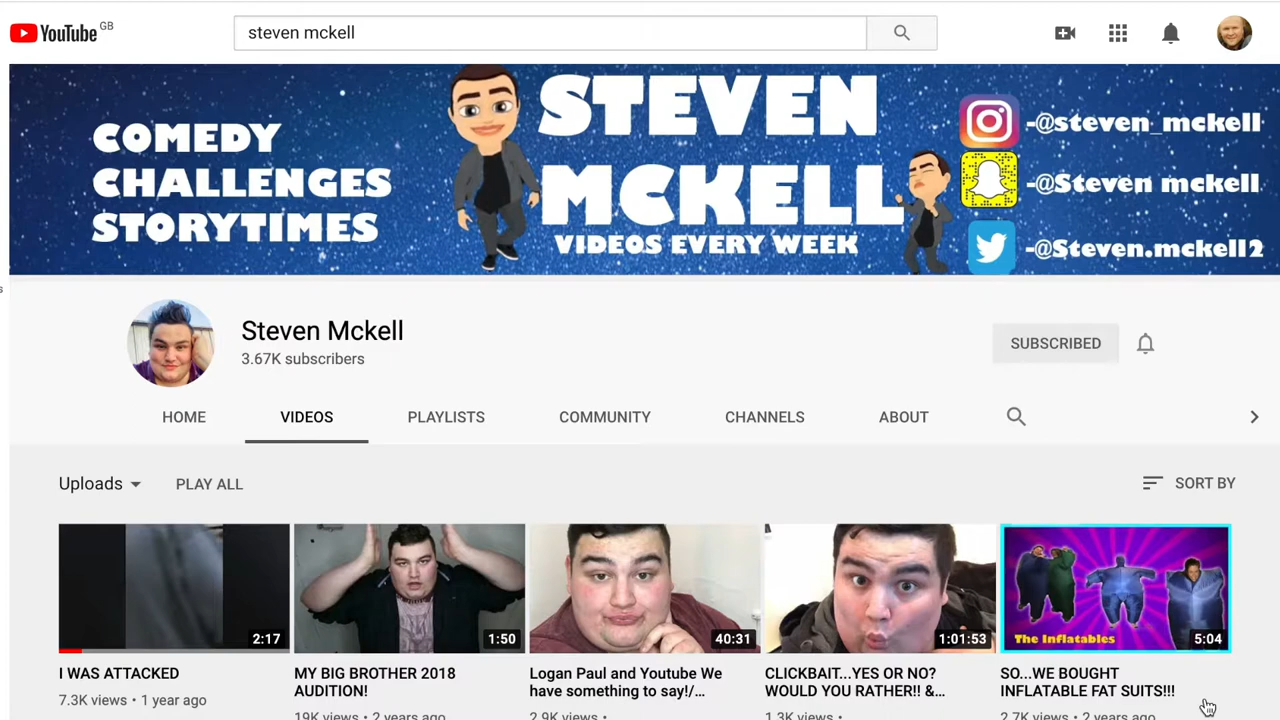 YouTube GB
steven mckell
COMEDY
CHALLENGES
STORYTIMES
STEVEN
MCKELL
VIDEOS EVERY WEEK
-@steven_mckell
-@Steven mckell
-@Steven.mckell2
s
Steven Mckell
3.67K subscribers
SUBSCRIBED
HOME VIDEOS PLAYLISTS COMMUNITY CHANNELS ABOUT
Uploads PLAY ALL SORT BY
2:17 1:50 40:31 1:01:53 The Inflatables 5:04
I WAS ATTACKED
7.3K views • 1 year ago
MY BIG BROTHER 2018
AUDITION!
19K views • 2 years ago
Logan Paul and Youtube We
have something to say!/...
2.9K views •
CLICKBAIT...YES OR NO?
WOULD YOU RATHER!! &...
1.3K views •
SO...WE BOUGHT
INFLATABLE FAT SUITS!!!
2.7K views • 2 years ago